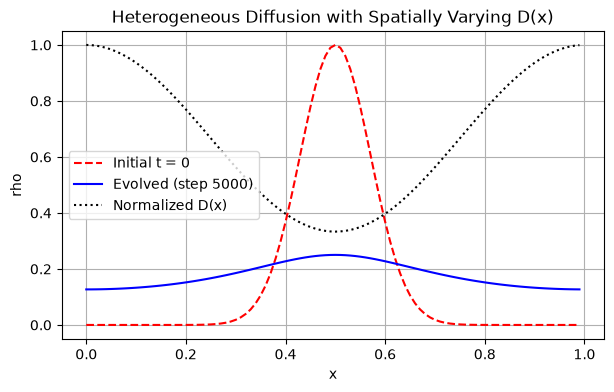 Heterogeneous Diffusion with Spatially Varying D(x)
rho
1.0
0.8
0.6
0.4
0.2
0.0
Initial t = 0
Evolved (step 5000)
Normalized D(x)
0.0 0.2 0.4 0.6 0.8 1.0
x